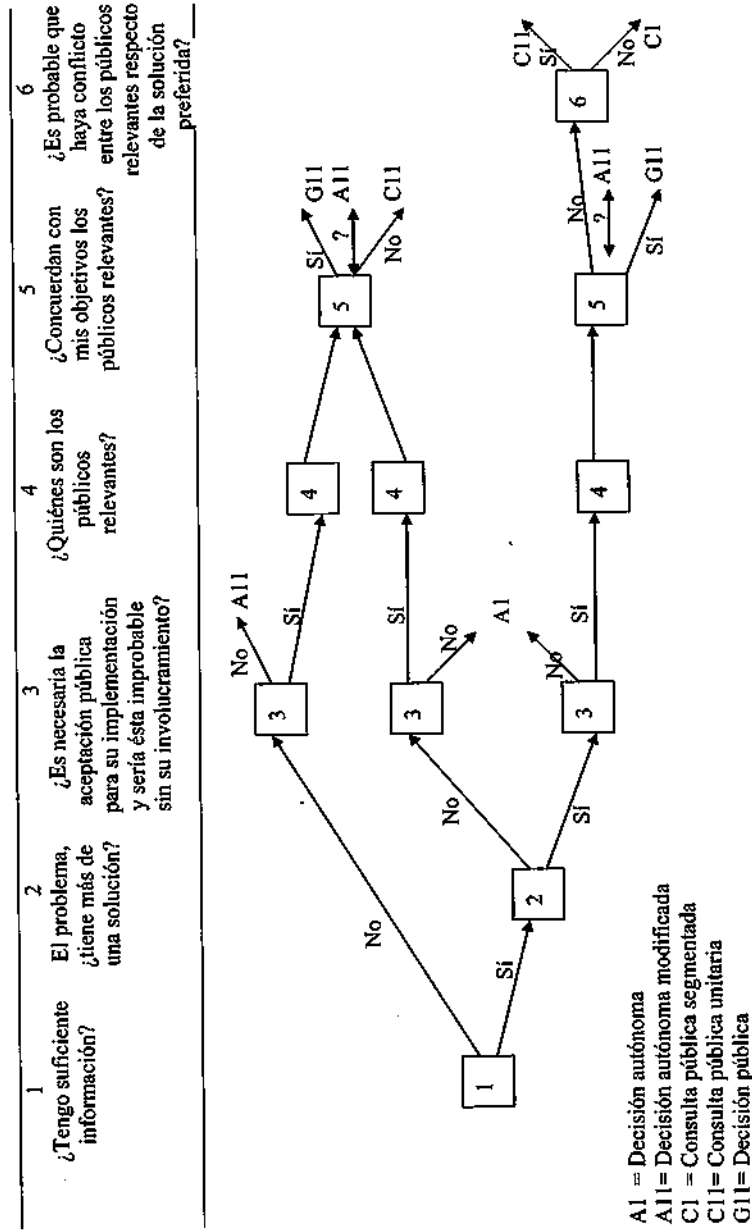 1
¿Tengo suficiente
información?
2
El problema,
¿tiene más de
una solución?
3
¿Es necesaria la
aceptación pública
para su implementación
y sería ésta improbable
sin su involucramiento?
4
¿Quiénes son los
públicos
relevantes?
5
¿Concuerdan con
mis objetivos los
públicos relevantes?
6
¿Es probable que
haya conflicto
entre los públicos
relevantes respecto
de la solución
preferida?
1
No
Sí
2
No
Sí
3
No
A11
Sí
3
Sí
No
A1
3
No
Sí
4
4
4
5
Sí
G11
?
A11
No
C11
5
No
?
A11
Sí
G11
6
C11
Sí
No
C1
A1 = Decisión autónoma
A11= Decisión autónoma modificada
C1 = Consulta pública segmentada
C11= Consulta pública unitaria
G11= Decisión pública